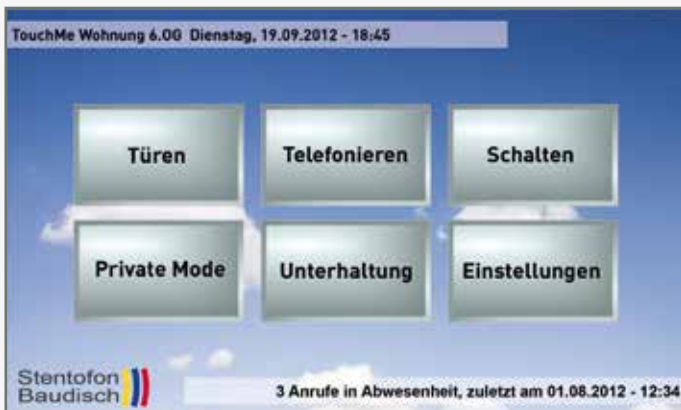 TouchMe Wohnung 6.OG Dienstag, 19.09.2012 - 18:45
Türen Telefonieren Schalten
Private Mode Unterhaltung Einstellungen
Stentofon
Baudisch
3 Anrufe in Abwesenheit, zuletzt am 01.08.2012 - 12:34